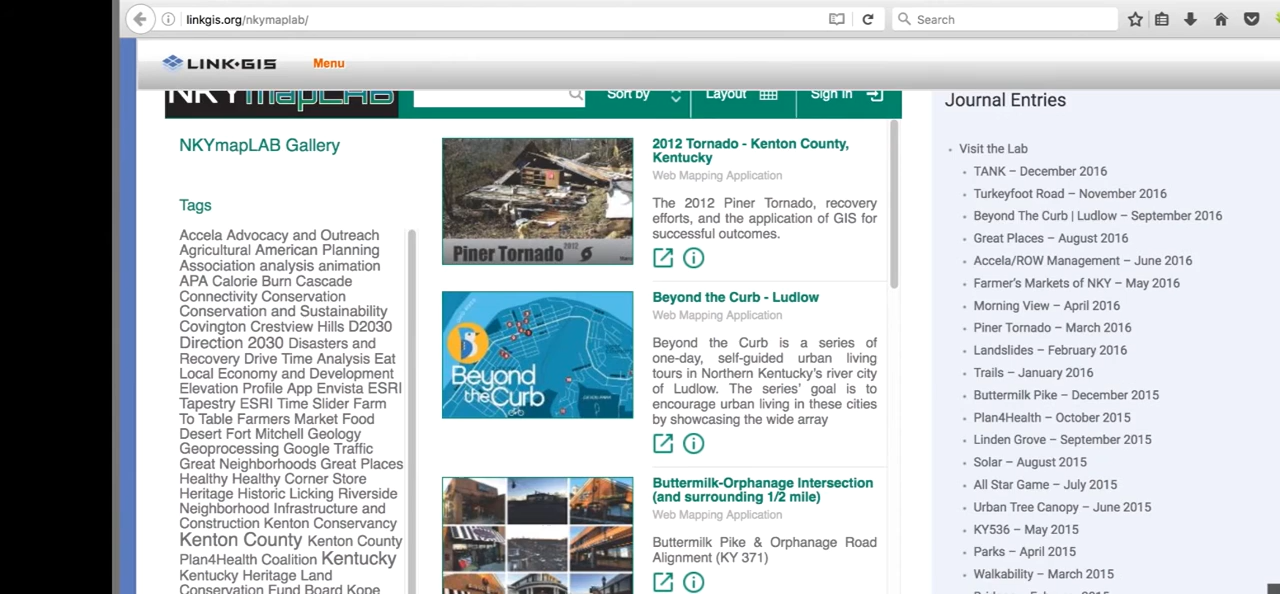 linkgis.org/nkymaplab/
Search
LINK•GIS
Menu
NKYmapLAB
Sort by
Layout
Sign In
NKYmapLAB Gallery
Tags
Accela Advocacy and Outreach
Agricultural American Planning
Association analysis animation
APA Calorie Burn Cascade
Connectivity Conservation
Conservation and Sustainability
Covington Crestview Hills D2030
Direction 2030 Disasters and
Recovery Drive Time Analysis Eat
Local Economy and Development
Elevation Profile App Envista ESRI
Tapestry ESRI Time Slider Farm
To Table Farmers Market Food
Desert Fort Mitchell Geology
Geoprocessing Google Traffic
Great Neighborhoods Great Places
Healthy Healthy Corner Store
Heritage Historic Licking Riverside
Neighborhood Infrastructure and
Construction Kenton Conservancy
Kenton County Kenton County
Plan4Health Coalition Kentucky
Kentucky Heritage Land
Conservation Fund Board Kope
Piner Tornado 2012
2012 Tornado - Kenton County,
Kentucky
Web Mapping Application
The 2012 Piner Tornado, recovery
efforts, and the application of GIS for
successful outcomes.
Beyond
the Curb
Beyond the Curb - Ludlow
Web Mapping Application
Beyond the Curb is a series of
one-day, self-guided urban living
tours in Northern Kentucky's river city
of Ludlow. The series' goal is to
encourage urban living in these cities
by showcasing the wide array
Buttermilk-Orphanage Intersection
(and surrounding 1/2 mile)
Web Mapping Application
Buttermilk Pike & Orphanage Road
Alignment (KY 371)
Journal Entries
Visit the Lab
TANK – December 2016
Turkeyfoot Road – November 2016
Beyond The Curb | Ludlow – September 2016
Great Places – August 2016
Accela/ROW Management – June 2016
Farmer's Markets of NKY – May 2016
Morning View – April 2016
Piner Tornado – March 2016
Landslides – February 2016
Trails – January 2016
Buttermilk Pike – December 2015
Plan4Health – October 2015
Linden Grove – September 2015
Solar – August 2015
All Star Game – July 2015
Urban Tree Canopy – June 2015
KY536 – May 2015
Parks – April 2015
Walkability – March 2015